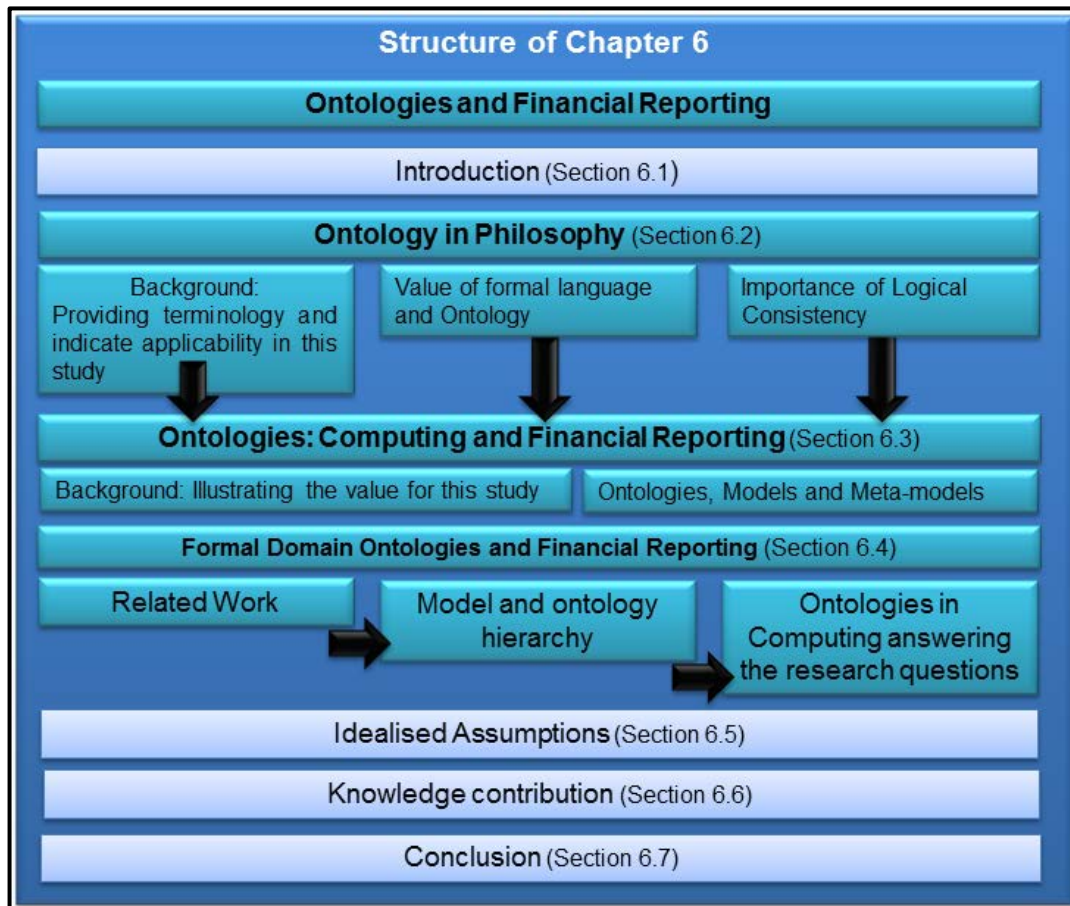 Structure of Chapter 6
Ontologies and Financial Reporting
Introduction (Section 6.1)
Ontology in Philosophy (Section 6.2)
Background:
Providing terminology and
indicate applicability in this
study
Value of formal language
and Ontology
Importance of Logical
Consistency
Ontologies: Computing and Financial Reporting (Section 6.3)
Background: Illustrating the value for this study
Ontologies, Models and Meta-models
Formal Domain Ontologies and Financial Reporting (Section 6.4)
Related Work
Model and ontology
hierarchy
Ontologies in
Computing answering
the research questions
Idealised Assumptions (Section 6.5)
Knowledge contribution (Section 6.6)
Conclusion (Section 6.7)